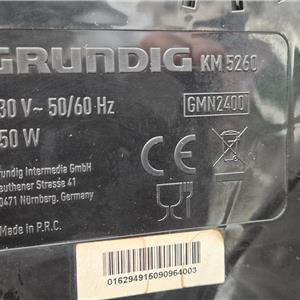 GRUNDIG KM 5260
30 V~ 50/60 Hz
GMN2400
50 W
undig Intermedia GmbH
euthener Strasse 41
0471 Nürnberg, Germany
CE
Made in P.R.C.
016294915090964003